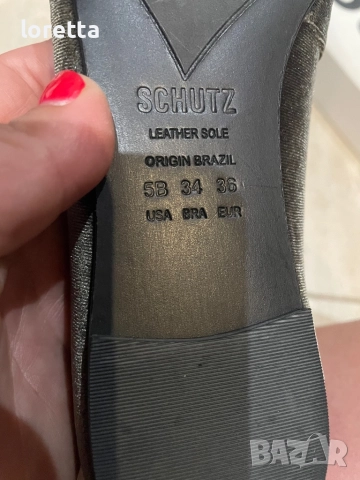 loretta
SCHUTZ
LEATHER SOLE
ORIGIN BRAZIL
5B 34 36
USA BRA EUR
BAZAR